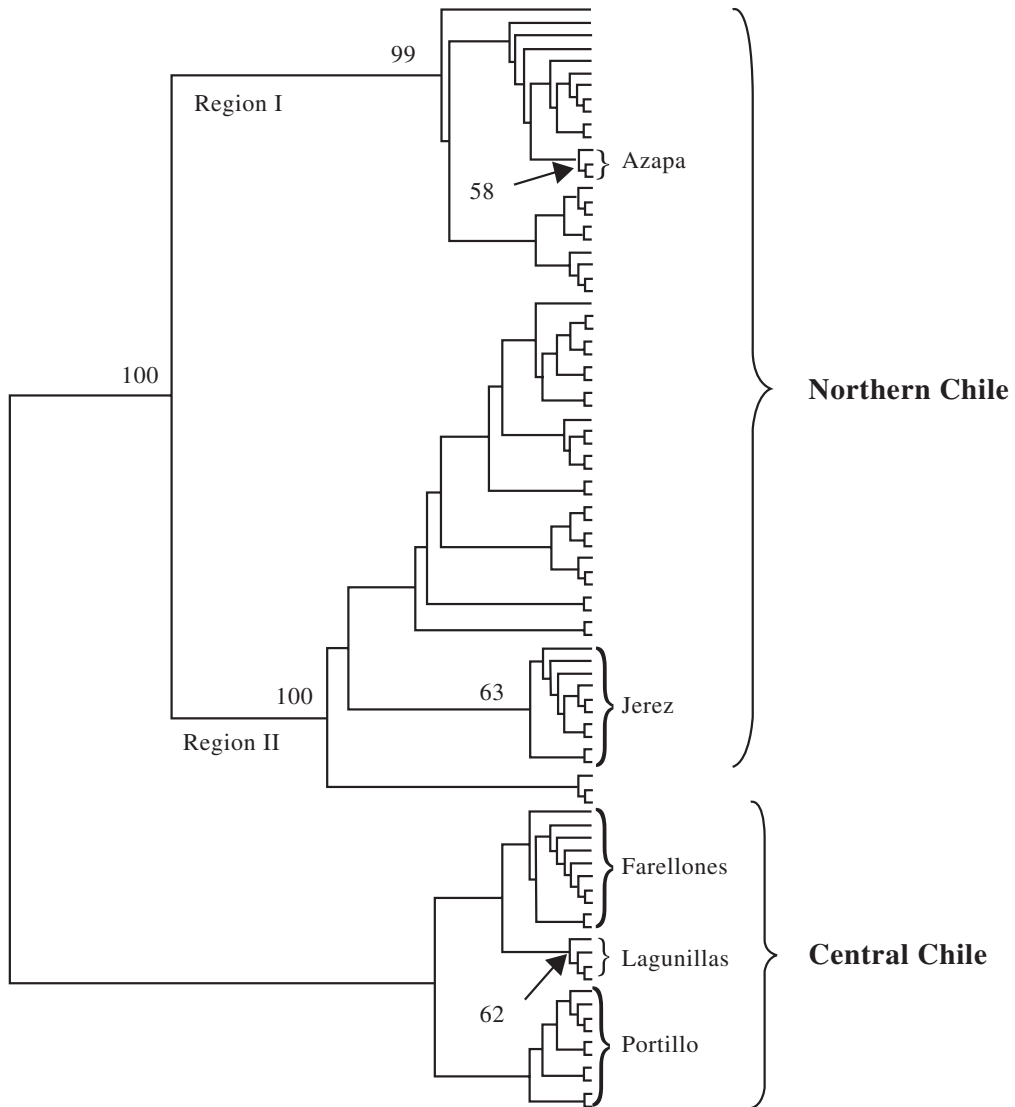 99
Region I
Azapa
58
100
Northern Chile
100
63
Jerez
Region II
Farellones
Central Chile
Lagunillas
62
Portillo